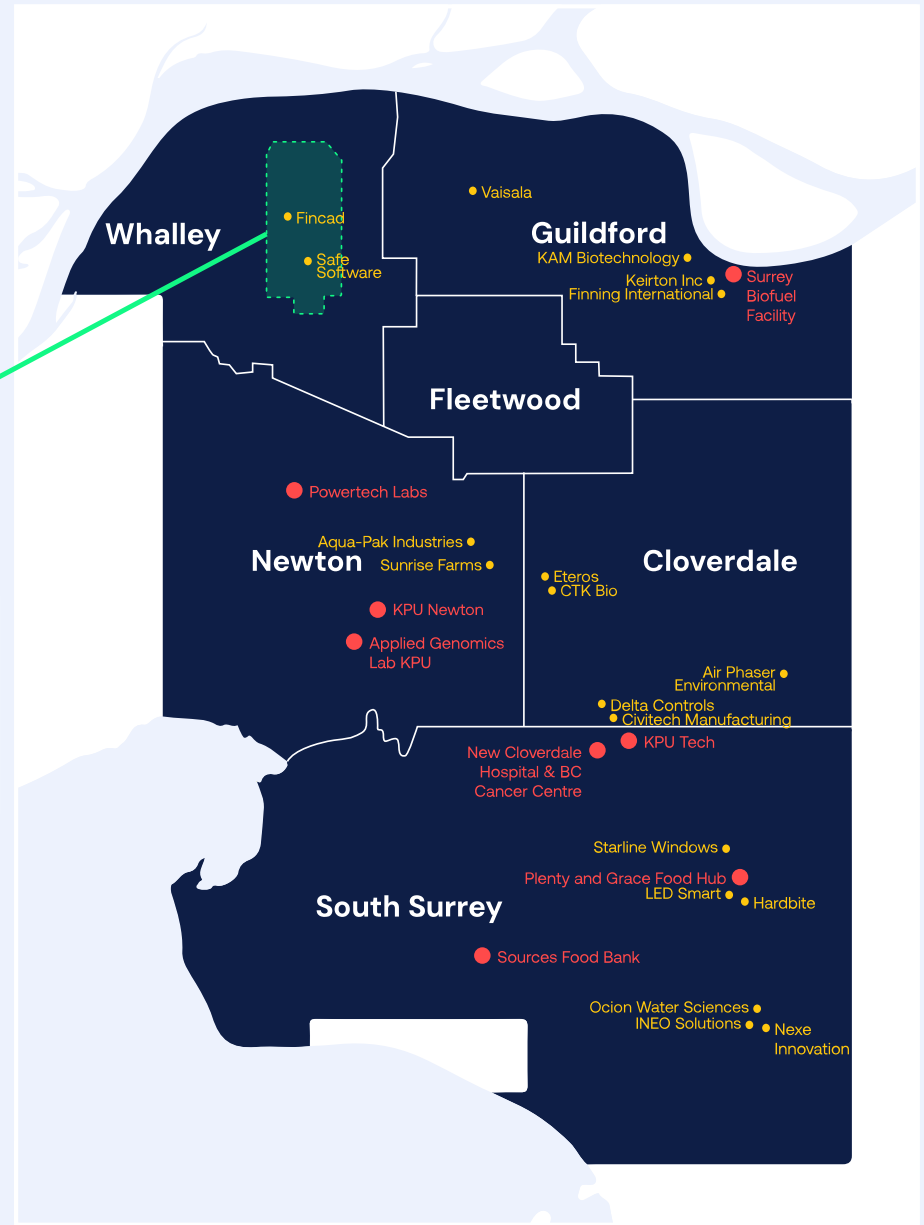 Vaisala
Fincad
Whalley
Guildford
KAM Biotechnology
Safe
Software
Keirton Inc
Surrey
Finning International
Biofuel
Facility
Fleetwood
Powertech Labs
Aqua-Pak Industries
Newton
Sunrise Farms
Cloverdale
Eteros
CTK Bio
KPU Newton
Applied Genomics
Lab KPU
Air Phaser
Environmental
Delta Controls
Civitech Manufacturing
KPU Tech
New Cloverdale
Hospital & BC
Cancer Centre
Starline Windows
Plenty and Grace Food Hub
LED Smart
Hardbite
South Surrey
Sources Food Bank
Ocion Water Sciences
INEO Solutions
Nexe
Innovation